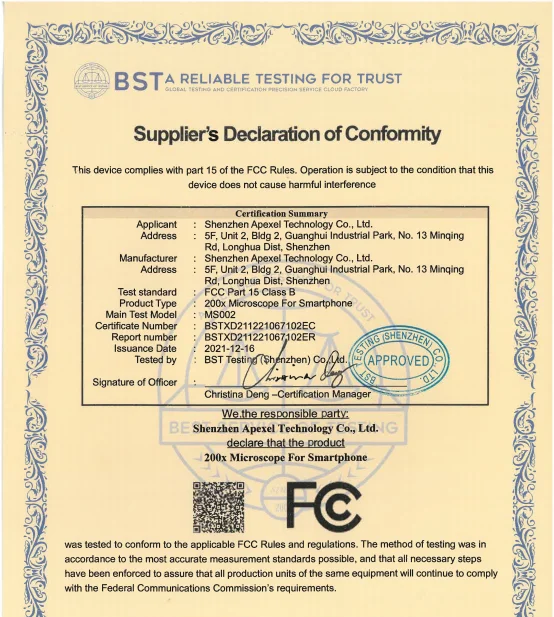 BST A RELIABLE TESTING FOR TRUST
GLOBAL TESTING AND CERTIFICATION PRECISION SERVICE CLOUD FACTORY
Supplier's Declaration of Conformity
This device complies with part 15 of the FCC Rules. Operation is subject to the condition that this
device does not cause harmful interference
Certification Summary
Applicant : Shenzhen Apexel Technology Co., Ltd.
Address : 5F, Unit 2, Bldg 2, Guanghui Industrial Park, No. 13 Minqing
Rd, Longhua Dist, Shenzhen
Manufacturer : Shenzhen Apexel Technology Co., Ltd.
Address : 5F, Unit 2, Bldg 2, Guanghui Industrial Park, No. 13 Minqing
Rd, Longhua Dist, Shenzhen
Test standard : FCC Part 15 Class B
Product Type : 200x Microscope For Smartphone
Main Test Model : MS002
Certificate Number : BSTXD211221067102EC
Report number : BSTXD211221067102ER
Issuance Date : 2021-12-16
Tested by : BST Testing (Shenzhen) Co., Ltd.
BST TESTING (SHENZHEN) CO., LTD.
APPROVED
Signature of Officer :
Christina Deng –Certification Manager
We,the responsible party:
Shenzhen Apexel Technology Co., Ltd.
declare that the product
200x Microscope For Smartphone
FCC
was tested to conform to the applicable FCC Rules and regulations. The method of testing was in
accordance to the most accurate measurement standards possible, and that all necessary steps
have been enforced to assure that all production units of the same equipment will continue to comply
with the Federal Communications Commission's requirements.